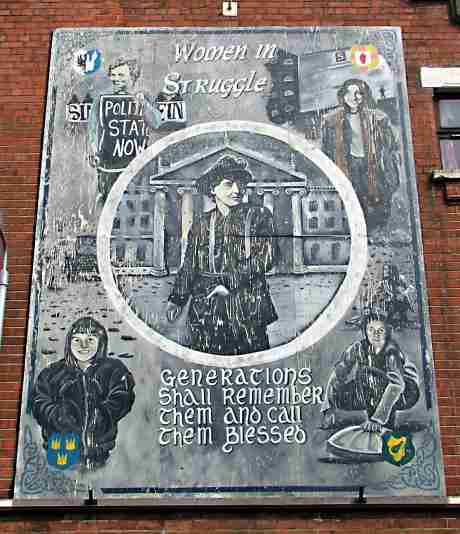 Women in
Struggle
POLITI
STAT
NOW
Generations
Shall Remember
them and call
them Blessed